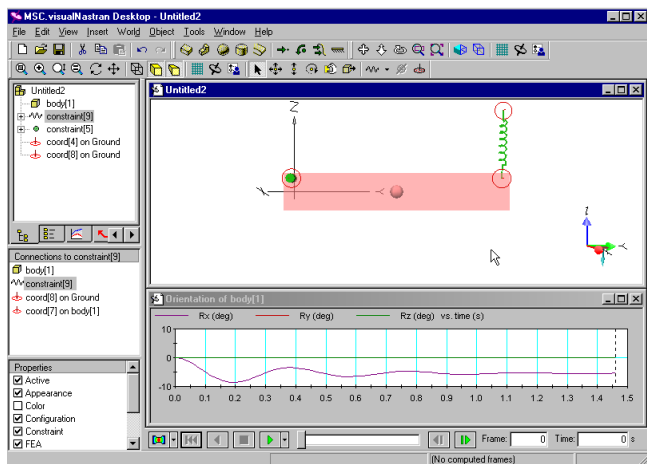 MSC.visualNastran Desktop - Untitled2
File Edit View Insert World Object Tools Window Help
Untitled2
body[1]
constraint[9]
constraint[5]
coord[4] on Ground
coord[8] on Ground
Connections to constraint[9]
body[1]
constraint[9]
coord[8] on Ground
coord[7] on body[1]
Properties
Active
Appearance
Color
Configuration
Constraint
FEA
Untitled2
Z
Y
Z
Y
Orientation of body[1]
Rx (deg) Ry (deg) Rz (deg) vs. time (s)
10
0
-10
0.0 0.1 0.2 0.3 0.4 0.5 0.6 0.7 0.8 0.9 1.0 1.1 1.2 1.3 1.4 1.5
Frame: 0 Time: 0 s
(No computed frames)